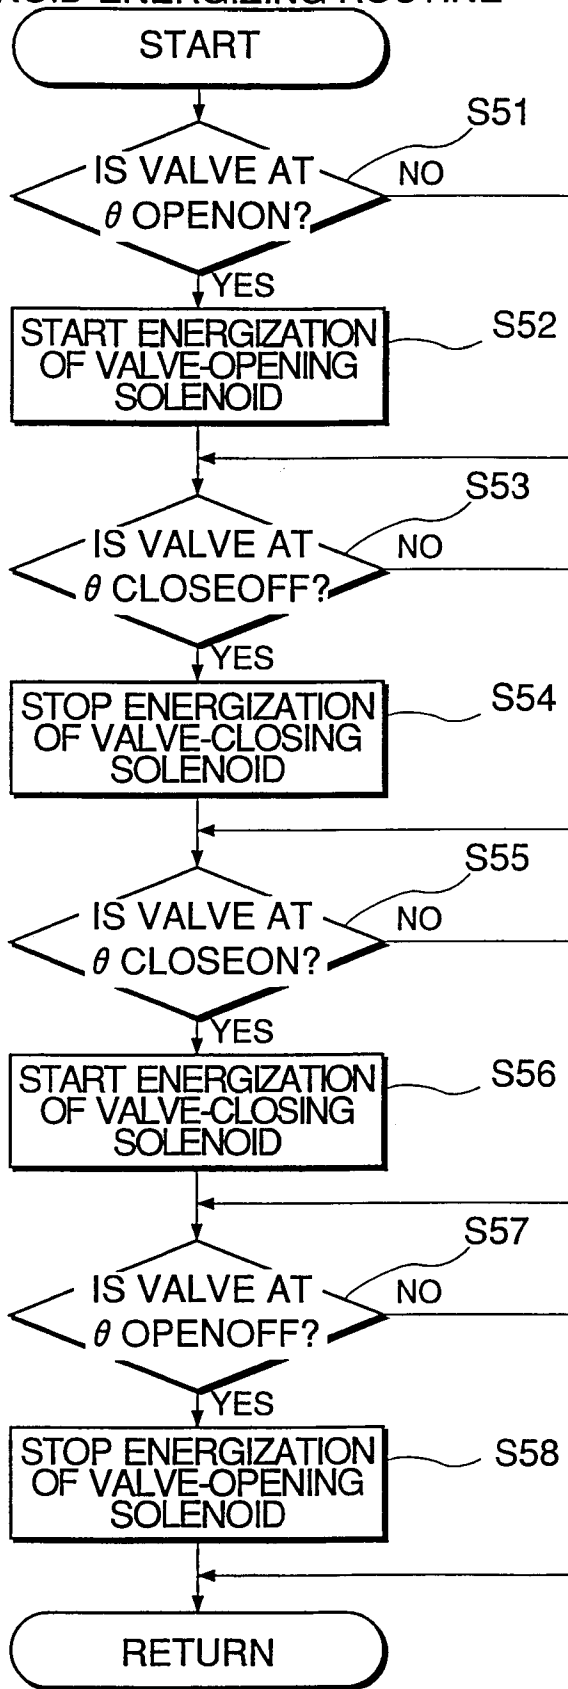 ENERGIZING ROUTINE
START
S51
IS VALVE AT
θ OPENON?
NO
YES
S52
START ENERGIZATION
OF VALVE-OPENING
SOLENOID
S53
IS VALVE AT
θ CLOSEOFF?
NO
YES
S54
STOP ENERGIZATION
OF VALVE-CLOSING
SOLENOID
S55
IS VALVE AT
θ CLOSEON?
NO
YES
S56
START ENERGIZATION
OF VALVE-CLOSING
SOLENOID
S57
IS VALVE AT
θ OPENOFF?
NO
YES
S58
STOP ENERGIZATION
OF VALVE-OPENING
SOLENOID
RETURN